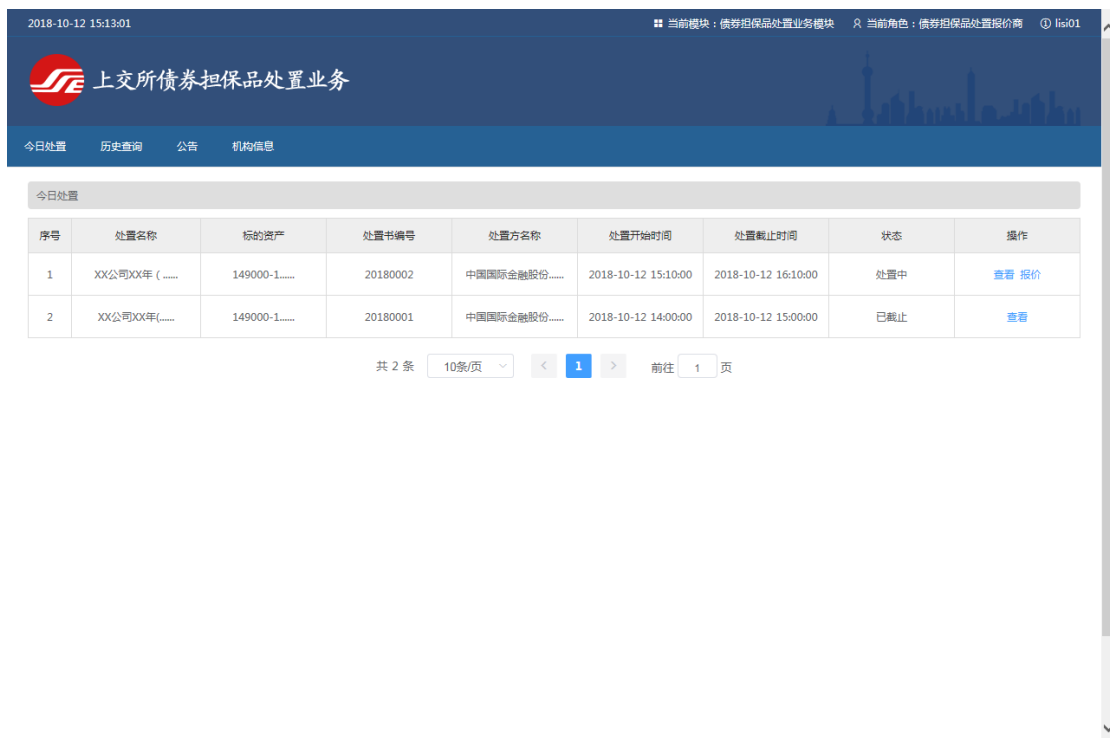 2018-10-12 15:13:01 当前模块：债券担保品处置业务模块 当前角色：债券担保品处置报价商 lisi01
上交所债券担保品处置业务
今日处置 历史查询 公告 机构信息
今日处置
序号 处置名称 标的资产 处置书编号 处置方名称 处置开始时间 处置截止时间 状态 操作
1 XX公司XX年 ( ...... 149000-1...... 20180002 中国国际金融股份...... 2018-10-12 15:10:00 2018-10-12 16:10:00 处置中 查看 报价
2 XX公司XX年(...... 149000-1...... 20180001 中国国际金融股份...... 2018-10-12 14:00:00 2018-10-12 15:00:00 已截止 查看
共 2 条 10条/页 < 1 > 前往 1 页